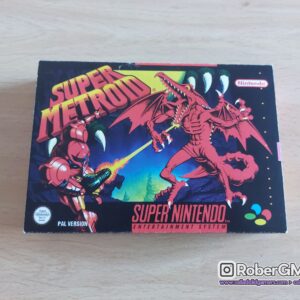 SUPER
METROID
Nintendo
PAL VERSION
SUPER NINTENDO
ENTERTAINMENT SYSTEM
RoberGM